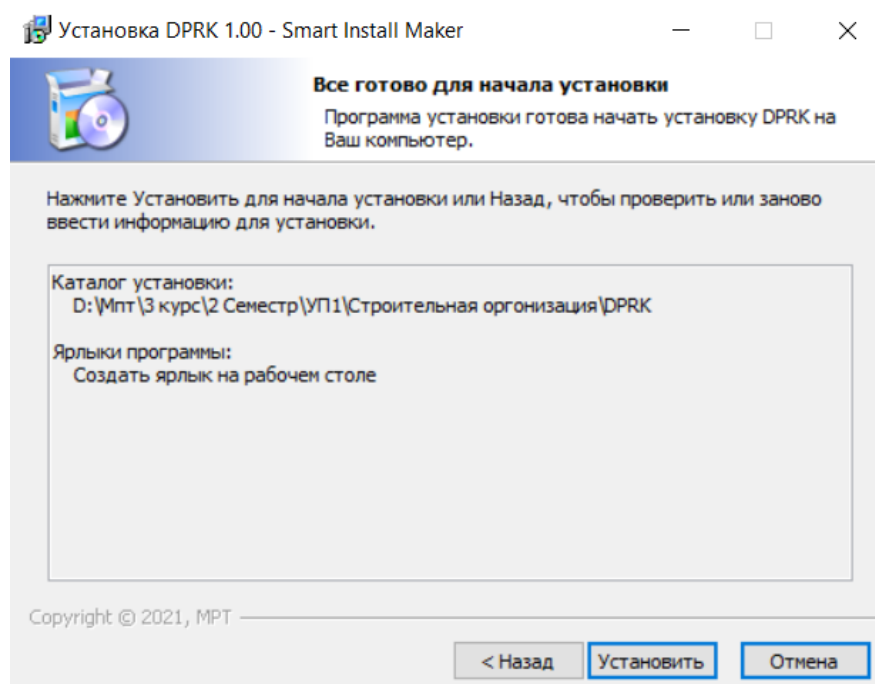 Установка DPRK 1.00 - Smart Install Maker
Все готово для начала установки
Программа установки готова начать установку DPRK на
Ваш компьютер.
Нажмите Установить для начала установки или Назад, чтобы проверить или заново
ввести информацию для установки.
Каталог установки:
D:\Мпт\3 курс\2 Семестр\УП1\Строительная оргонизация\DPRK
Ярлыки программы:
Создать ярлык на рабочем столе
Copyright © 2021, MPT
< Назад Установить Отмена